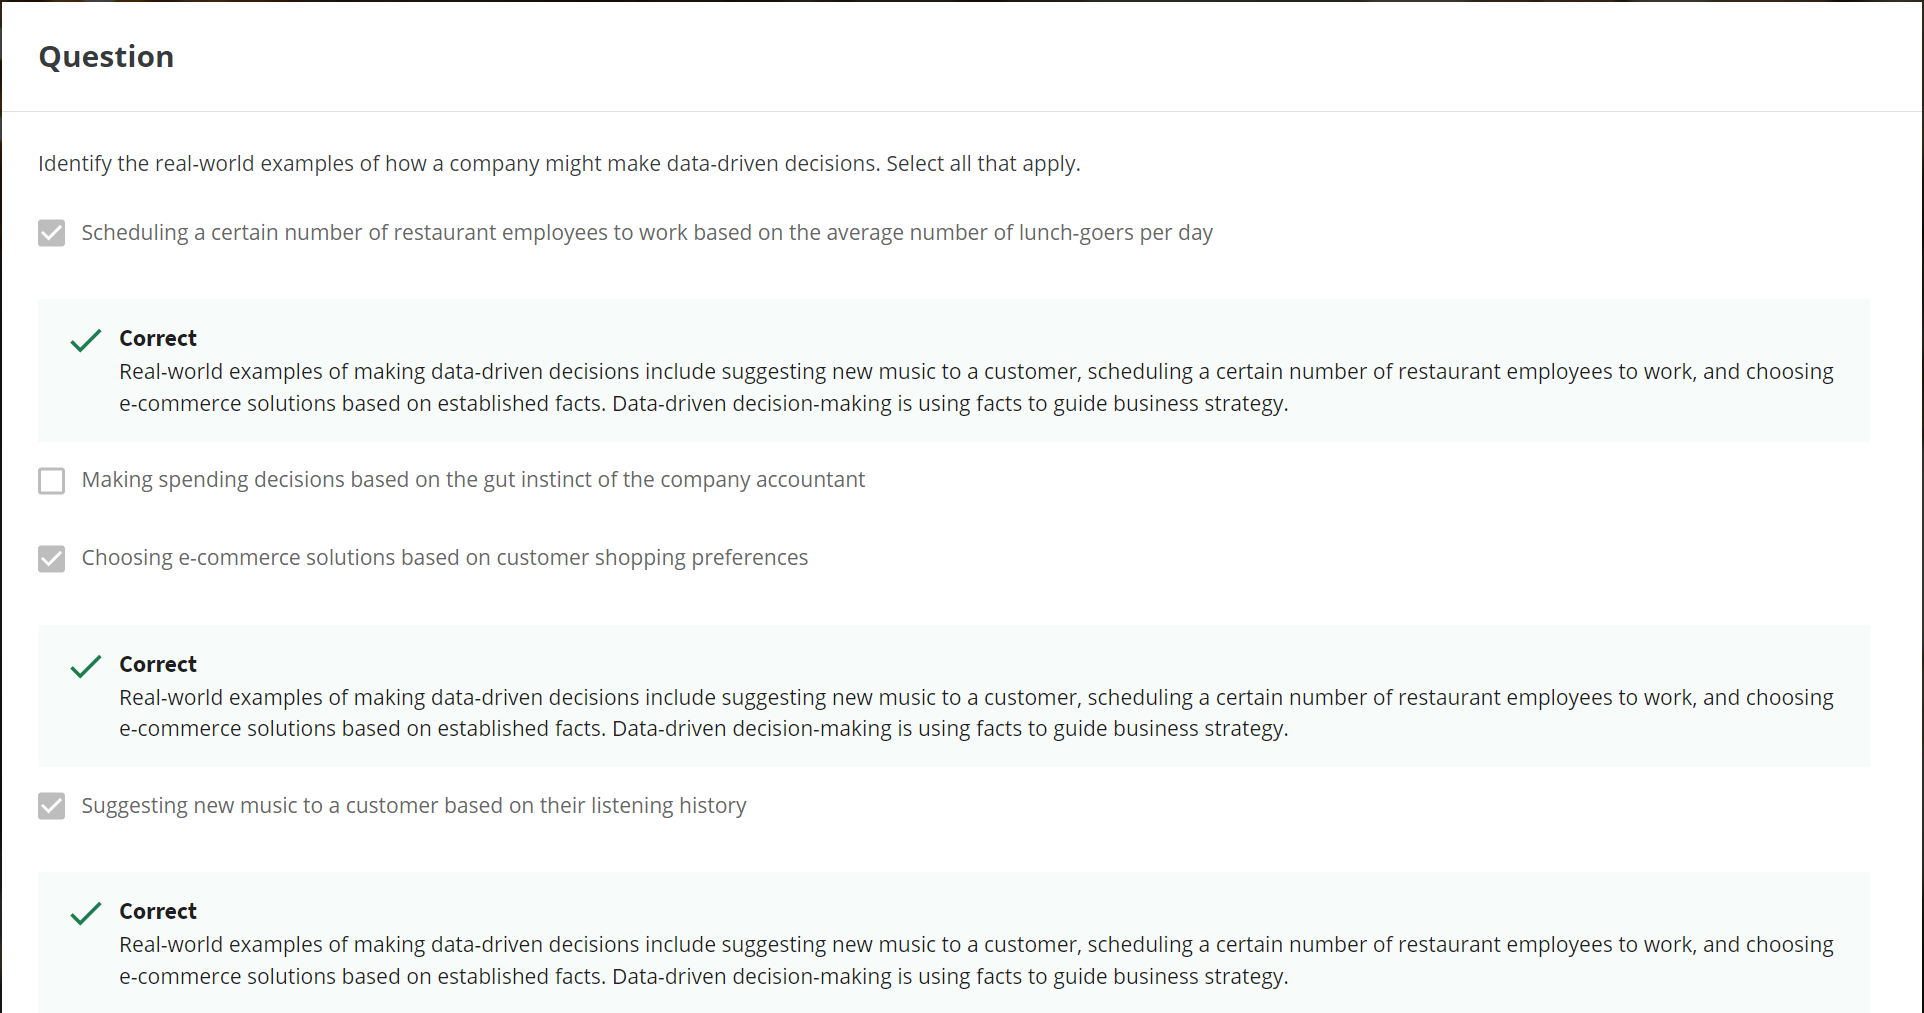 Question
Identify the real-world examples of how a company might make data-driven decisions. Select all that apply.
Scheduling a certain number of restaurant employees to work based on the average number of lunch-goers per day
Correct
Real-world examples of making data-driven decisions include suggesting new music to a customer, scheduling a certain number of restaurant employees to work, and choosing
e-commerce solutions based on established facts. Data-driven decision-making is using facts to guide business strategy.
Making spending decisions based on the gut instinct of the company accountant
Choosing e-commerce solutions based on customer shopping preferences
Correct
Real-world examples of making data-driven decisions include suggesting new music to a customer, scheduling a certain number of restaurant employees to work, and choosing
e-commerce solutions based on established facts. Data-driven decision-making is using facts to guide business strategy.
Suggesting new music to a customer based on their listening history
Correct
Real-world examples of making data-driven decisions include suggesting new music to a customer, scheduling a certain number of restaurant employees to work, and choosing
e-commerce solutions based on established facts. Data-driven decision-making is using facts to guide business strategy.